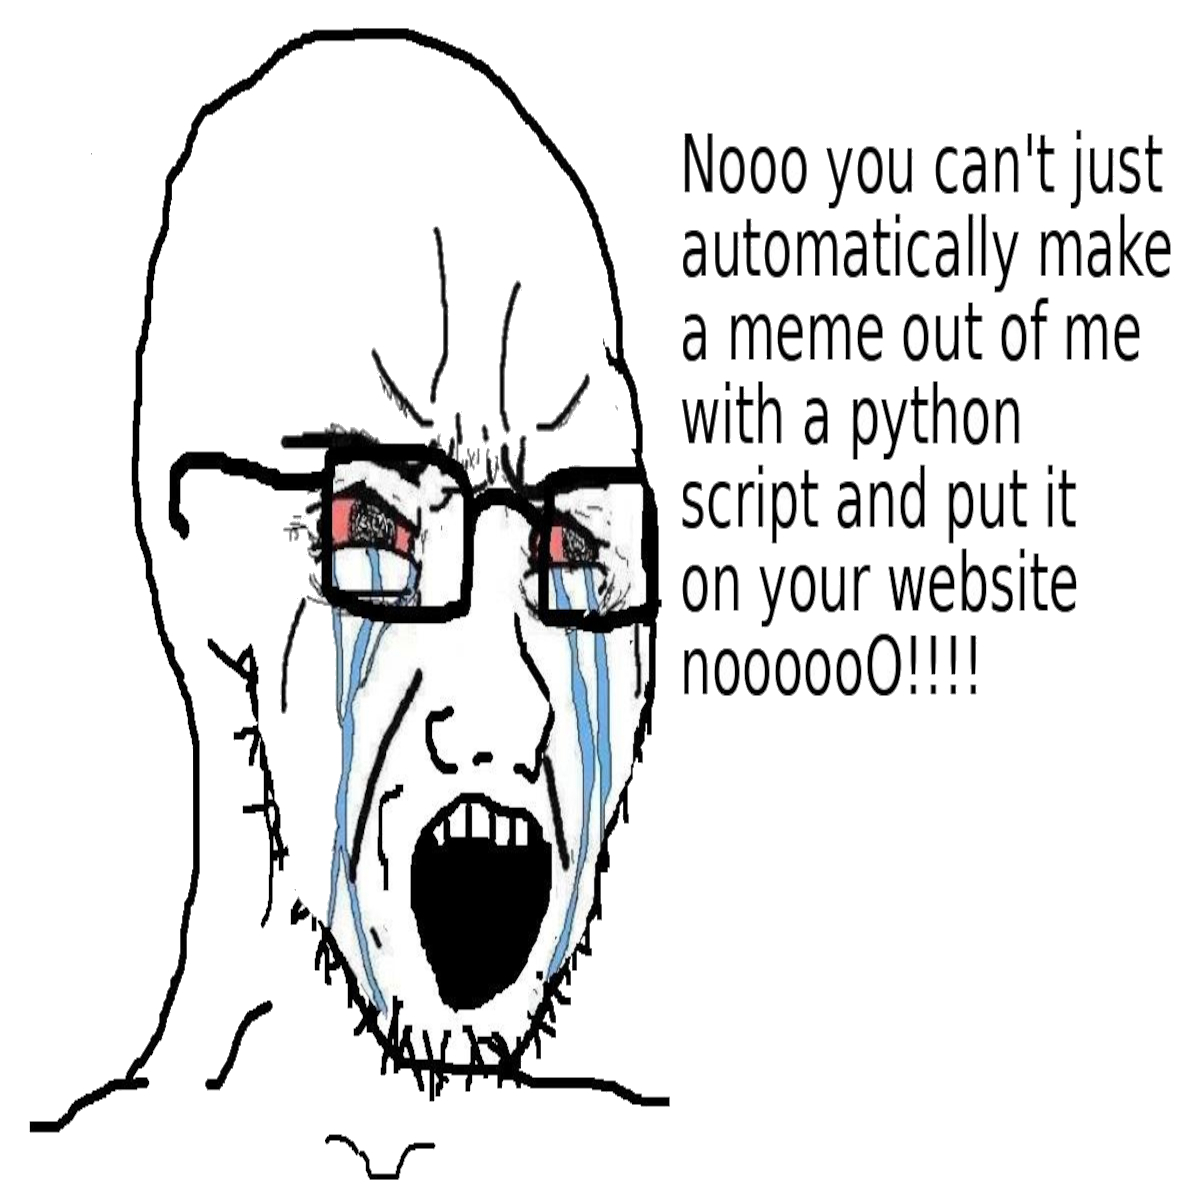 Nooo you can't just
automatically make
a meme out of me
with a python
script and put it
on your website
noooooO!!!!